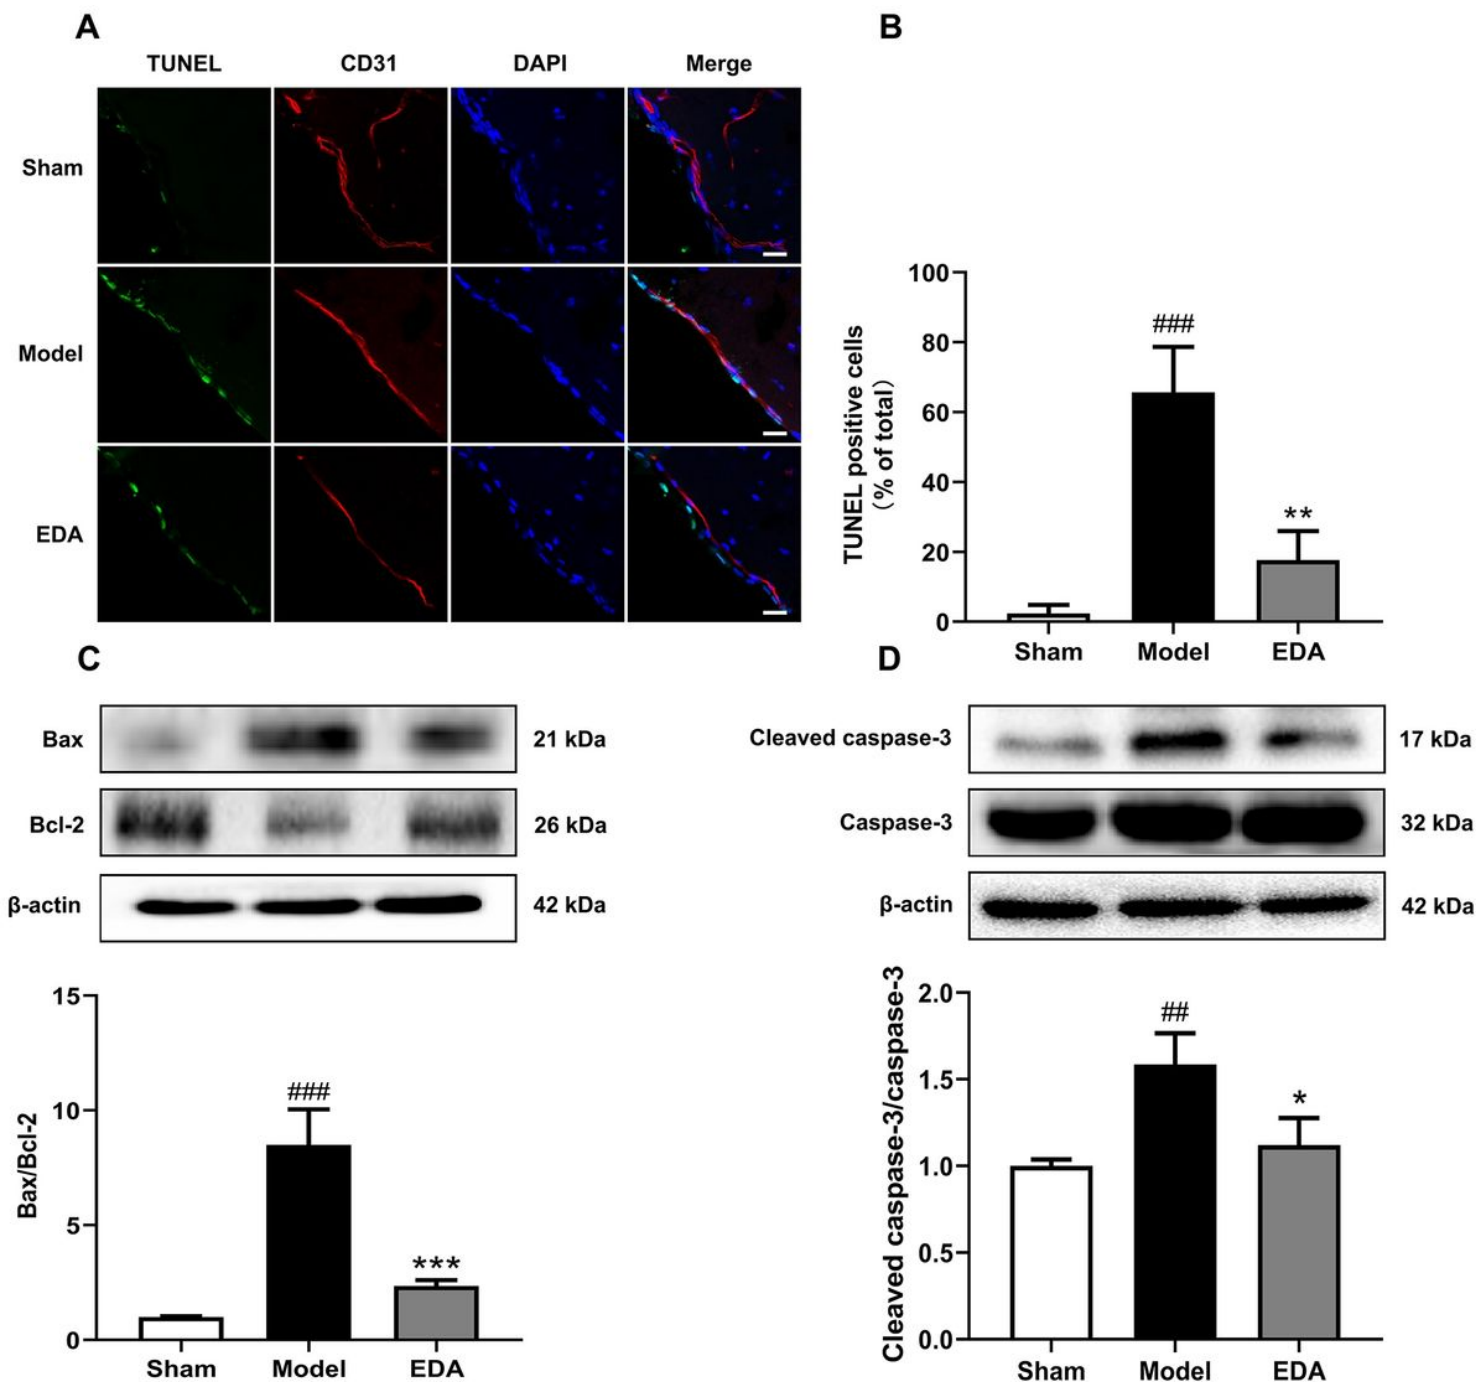 A
TUNEL CD31 DAPI Merge
Sham
Model
EDA
B
TUNEL positive cells
(% of total)
100
80
60
40
20
0
###
**
Sham Model EDA
C
Bax 21 kDa
Bcl-2 26 kDa
β-actin 42 kDa
Bax/Bcl-2
15
10
5
0
###
***
Sham Model EDA
D
Cleaved caspase-3 17 kDa
Caspase-3 32 kDa
β-actin 42 kDa
Cleaved caspase-3/caspase-3
2.0
1.5
1.0
0.5
0.0
##
*
Sham Model EDA